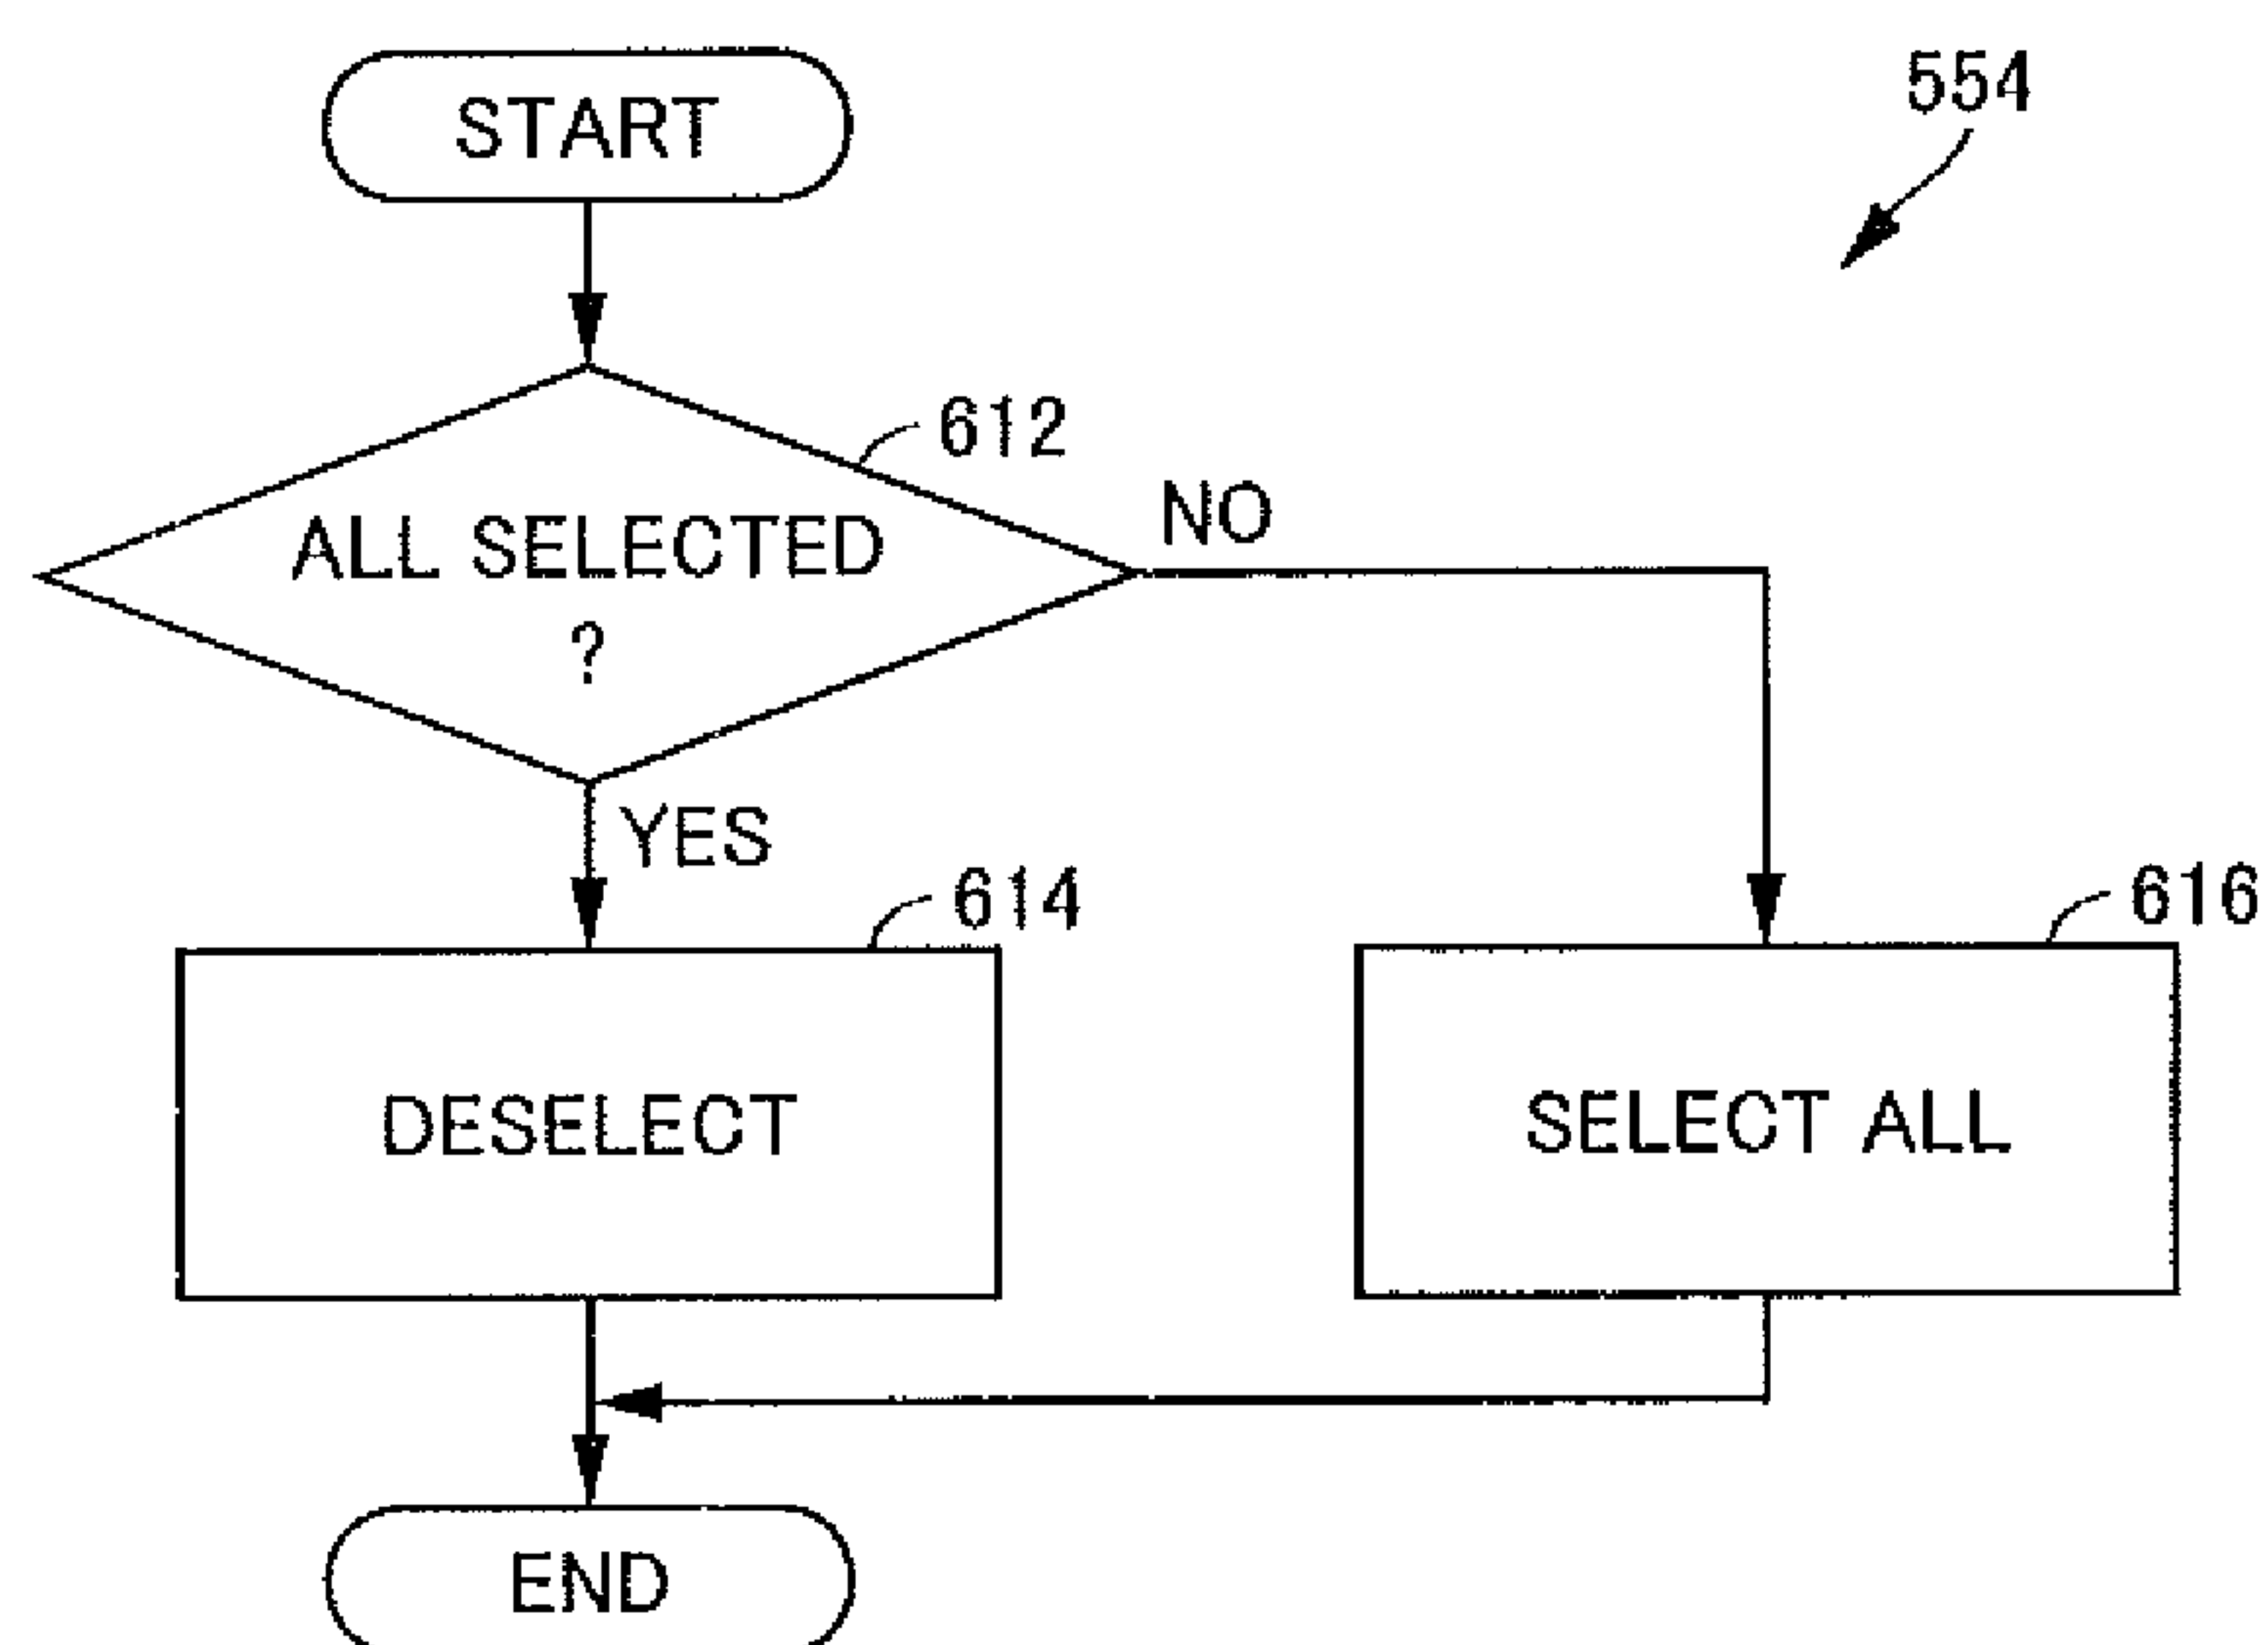 START
554
612
NO
ALL SELECTED
?
YES
614
616
DESELECT
SELECT ALL
END